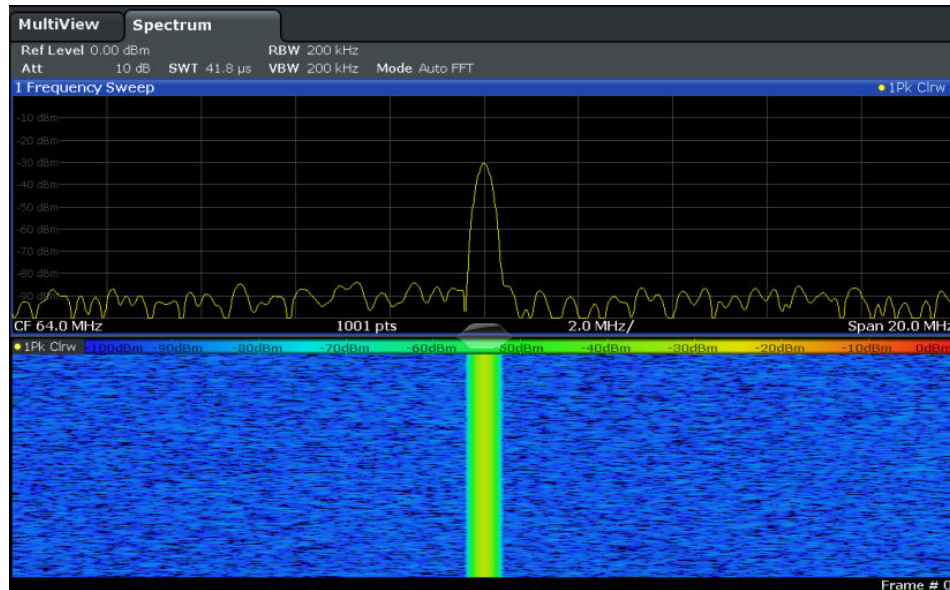 MultiView Spectrum
Ref Level 0.00 dBm RBW 200 kHz
Att 10 dB SWT 41.8 µs VBW 200 kHz Mode Auto FFT
1 Frequency Sweep 1Pk Clrw
-10 dBm
-20 dBm
-30 dBm
-40 dBm
-50 dBm
-60 dBm
-70 dBm
-80 dBm
-90 dBm
CF 64.0 MHz 1001 pts 2.0 MHz/ Span 20.0 MHz
1Pk Clrw -100dBm -90dBm -80dBm -70dBm -60dBm -50dBm -40dBm -30dBm -20dBm -10dBm 0dBm
Frame # 0